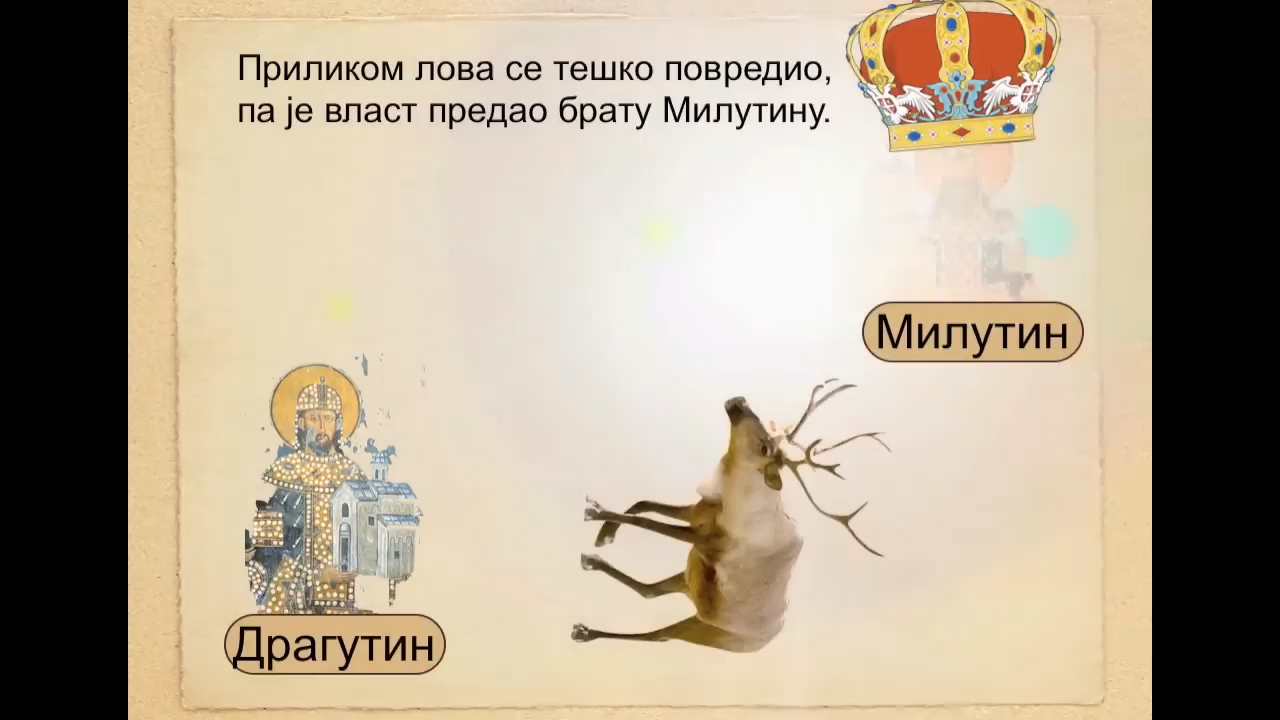 Приликом лова се тешко повредио,
па је власт предао брату Милутину.
Милутин
Драгутин